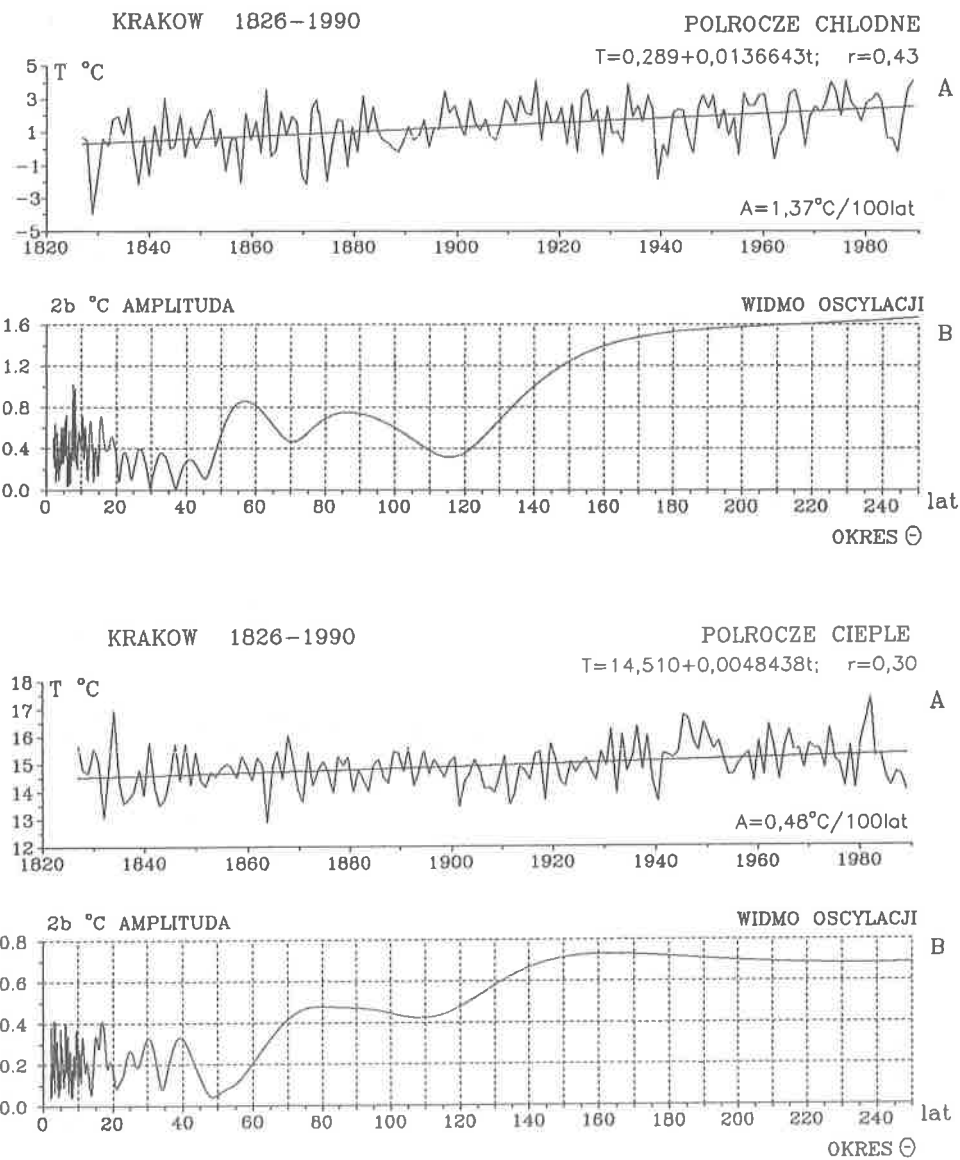 KRAKOW 1826-1990
POLROCZE CHLODNE
T=0,289+0,0136643t; r=0,43
T °C
A
5
3
1
-1
-3
-5
A=1,37°C/100lat
1820 1840 1860 1880 1900 1920 1940 1960 1980
2b °C AMPLITUDA
WIDMO OSCYLACJI
B
1.6
1.2
0.8
0.4
0.0
0 20 40 60 80 100 120 140 160 180 200 220 240
lat
OKRES Θ
KRAKOW 1826-1990
POLROCZE CIEPLE
T=14,510+0,0048438t; r=0,30
T °C
A
18
17
16
15
14
13
12
A=0,48°C/100lat
1820 1840 1860 1880 1900 1920 1940 1960 1980
2b °C AMPLITUDA
WIDMO OSCYLACJI
B
0.8
0.6
0.4
0.2
0.0
0 20 40 60 80 100 120 140 160 180 200 220 240
lat
OKRES Θ